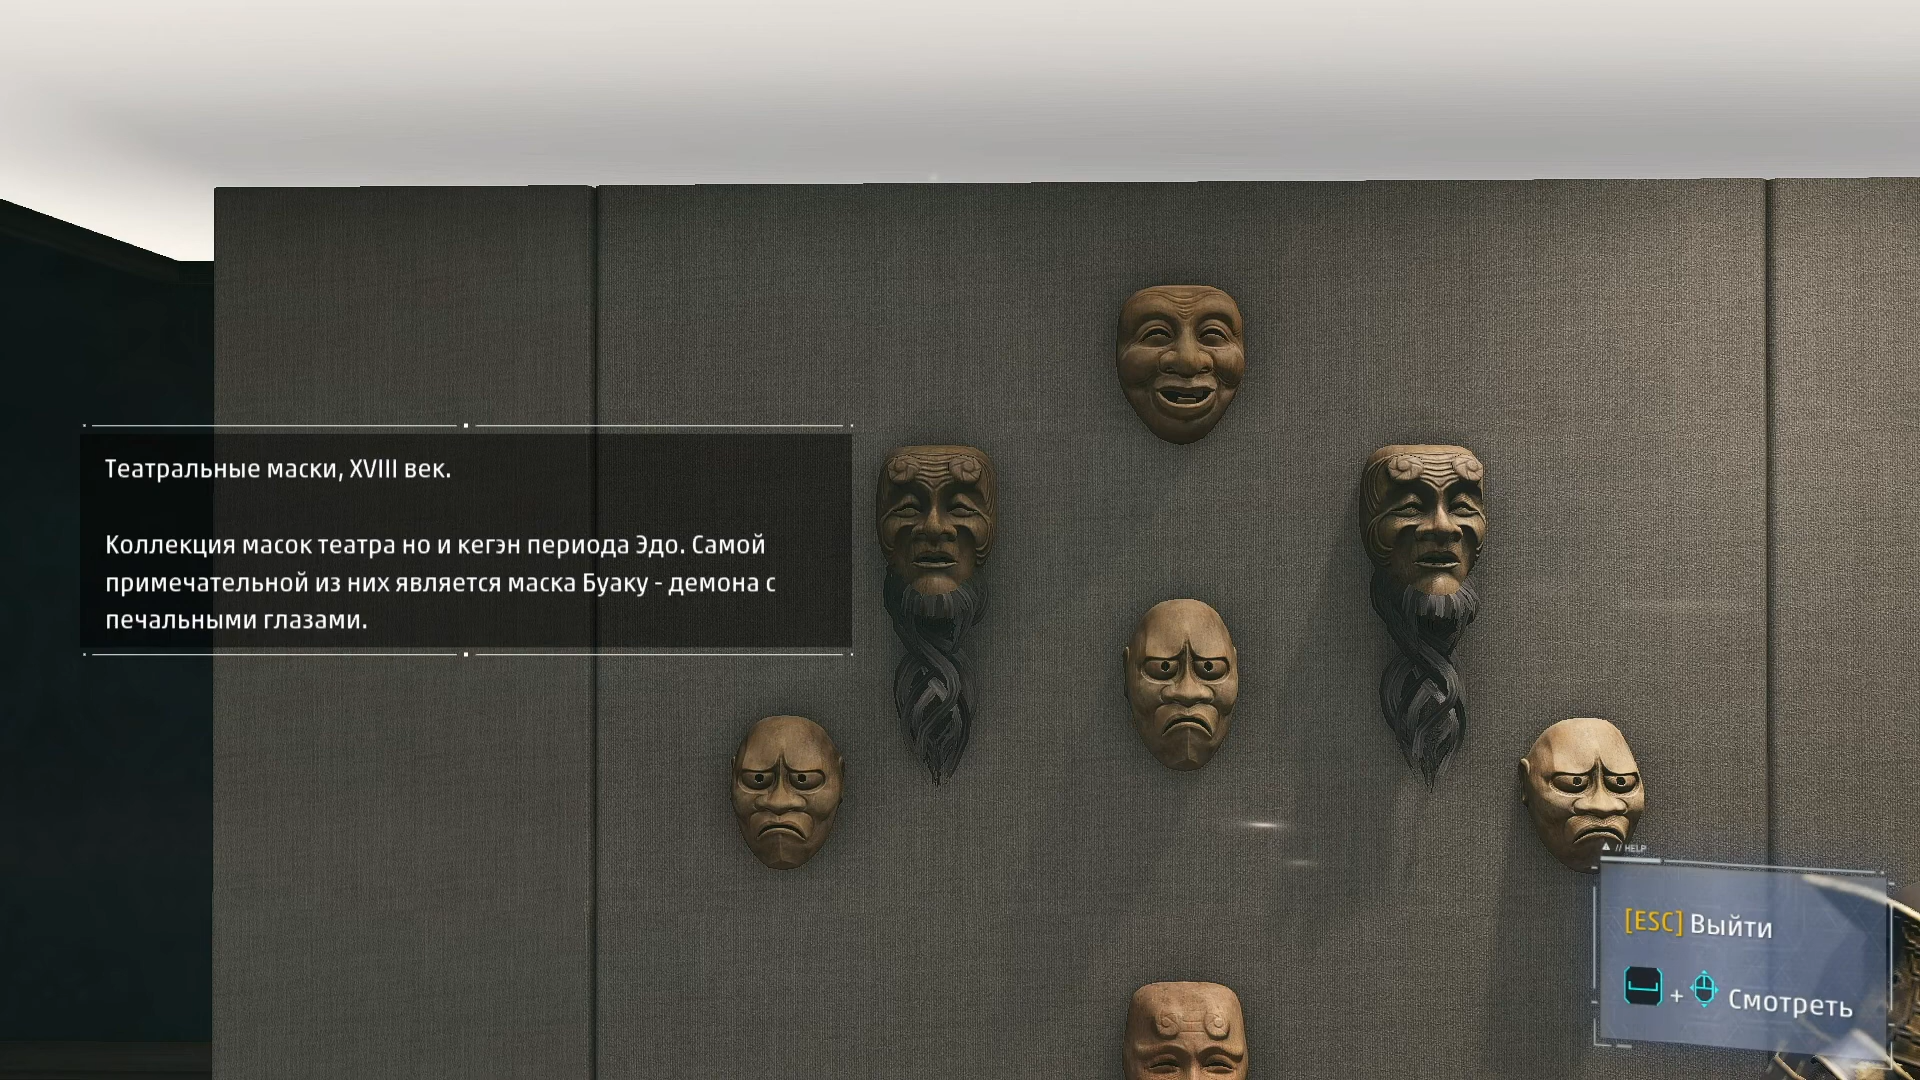 Театральные маски, XVIII век.
Коллекция масок театра но и кегэн периода Эдо. Самой
примечательной из них является маска Буаку - демона с
печальными глазами.
// HELP
[ESC] Выйти
+ Смотреть